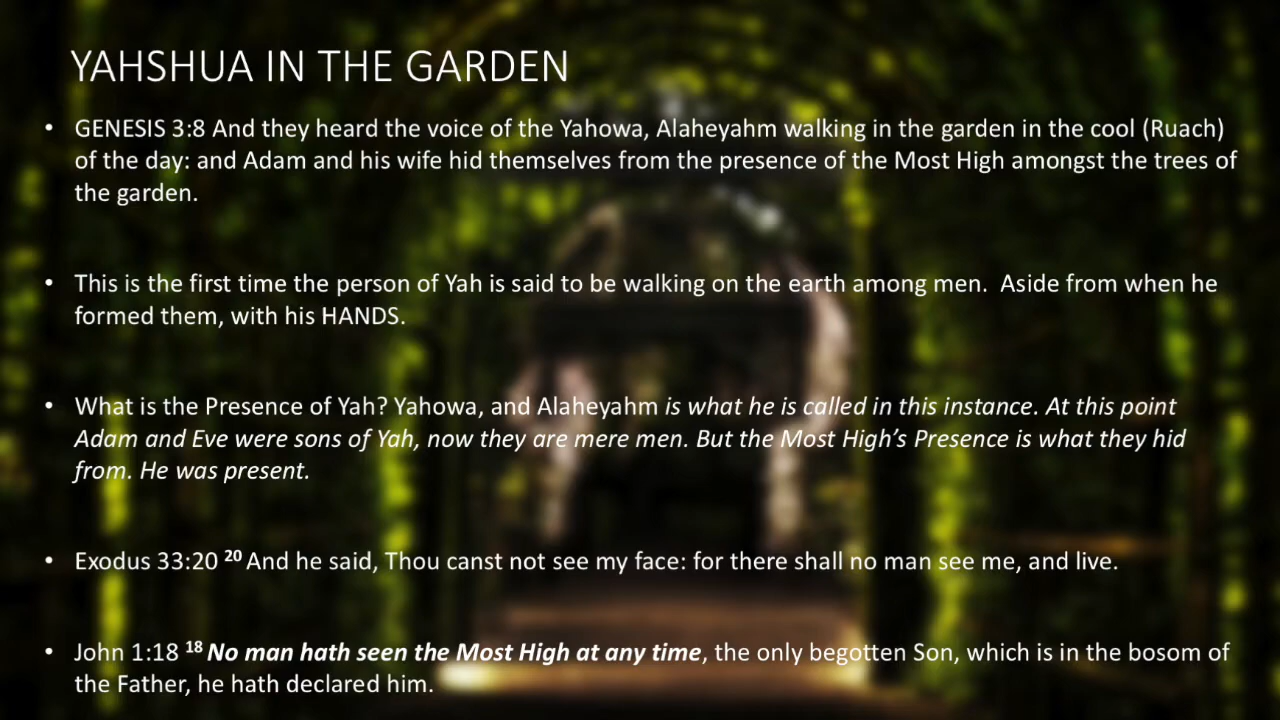 YAHSHUA IN THE GARDEN
• GENESIS 3:8 And they heard the voice of the Yahowa, Alaheyahm walking in the garden in the cool (Ruach)
of the day: and Adam and his wife hid themselves from the presence of the Most High amongst the trees of
the garden.
• This is the first time the person of Yah is said to be walking on the earth among men.  Aside from when he
formed them, with his HANDS.
• What is the Presence of Yah? Yahowa, and Alaheyahm is what he is called in this instance. At this point
Adam and Eve were sons of Yah, now they are mere men. But the Most High’s Presence is what they hid
from. He was present.
• Exodus 33:20 20 And he said, Thou canst not see my face: for there shall no man see me, and live.
• John 1:18 18 No man hath seen the Most High at any time, the only begotten Son, which is in the bosom of
the Father, he hath declared him.